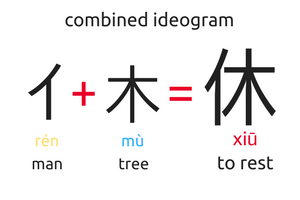 combined ideogram
亻+木=休
rén mù xiū
man tree to rest